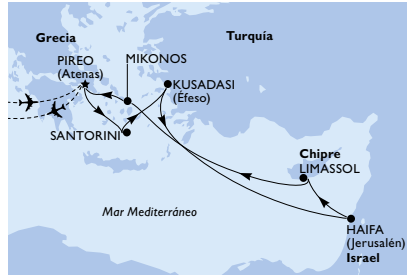 Grecia
Turquía
PIREO
(Atenas)
MIKONOS
KUSADASI
(Éfeso)
SANTORINI
Chipre
LIMASSOL
Mar Mediterráneo
HAIFA
(Jerusalén)
Israel